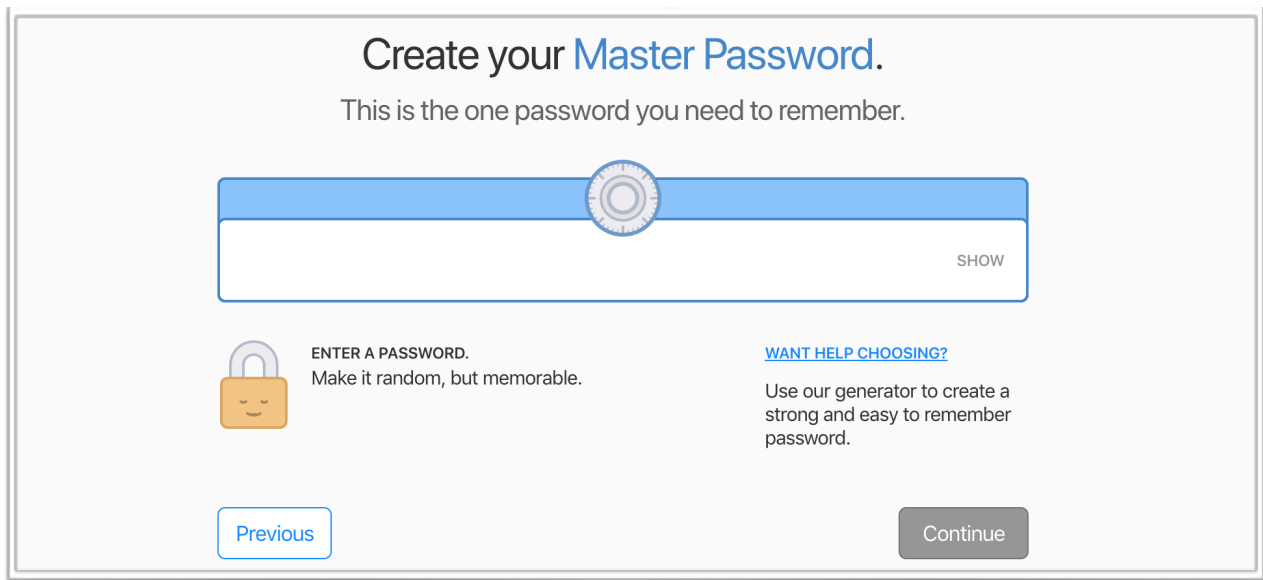 Create your Master Password.
This is the one password you need to remember.
SHOW
ENTER A PASSWORD.
Make it random, but memorable.
WANT HELP CHOOSING?
Use our generator to create a
strong and easy to remember
password.
Previous
Continue